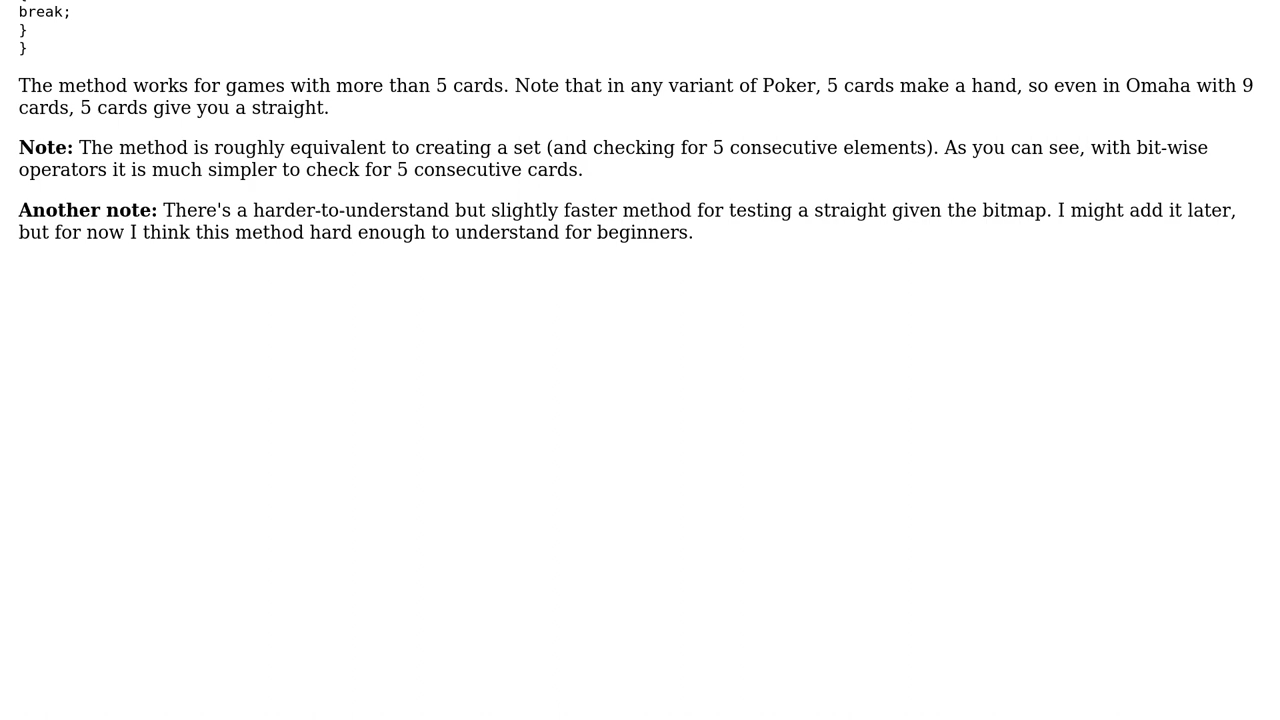 break;
}
}
The method works for games with more than 5 cards. Note that in any variant of Poker, 5 cards make a hand, so even in Omaha with 9
cards, 5 cards give you a straight.
Note: The method is roughly equivalent to creating a set (and checking for 5 consecutive elements). As you can see, with bit-wise
operators it is much simpler to check for 5 consecutive cards.
Another note: There's a harder-to-understand but slightly faster method for testing a straight given the bitmap. I might add it later,
but for now I think this method hard enough to understand for beginners.